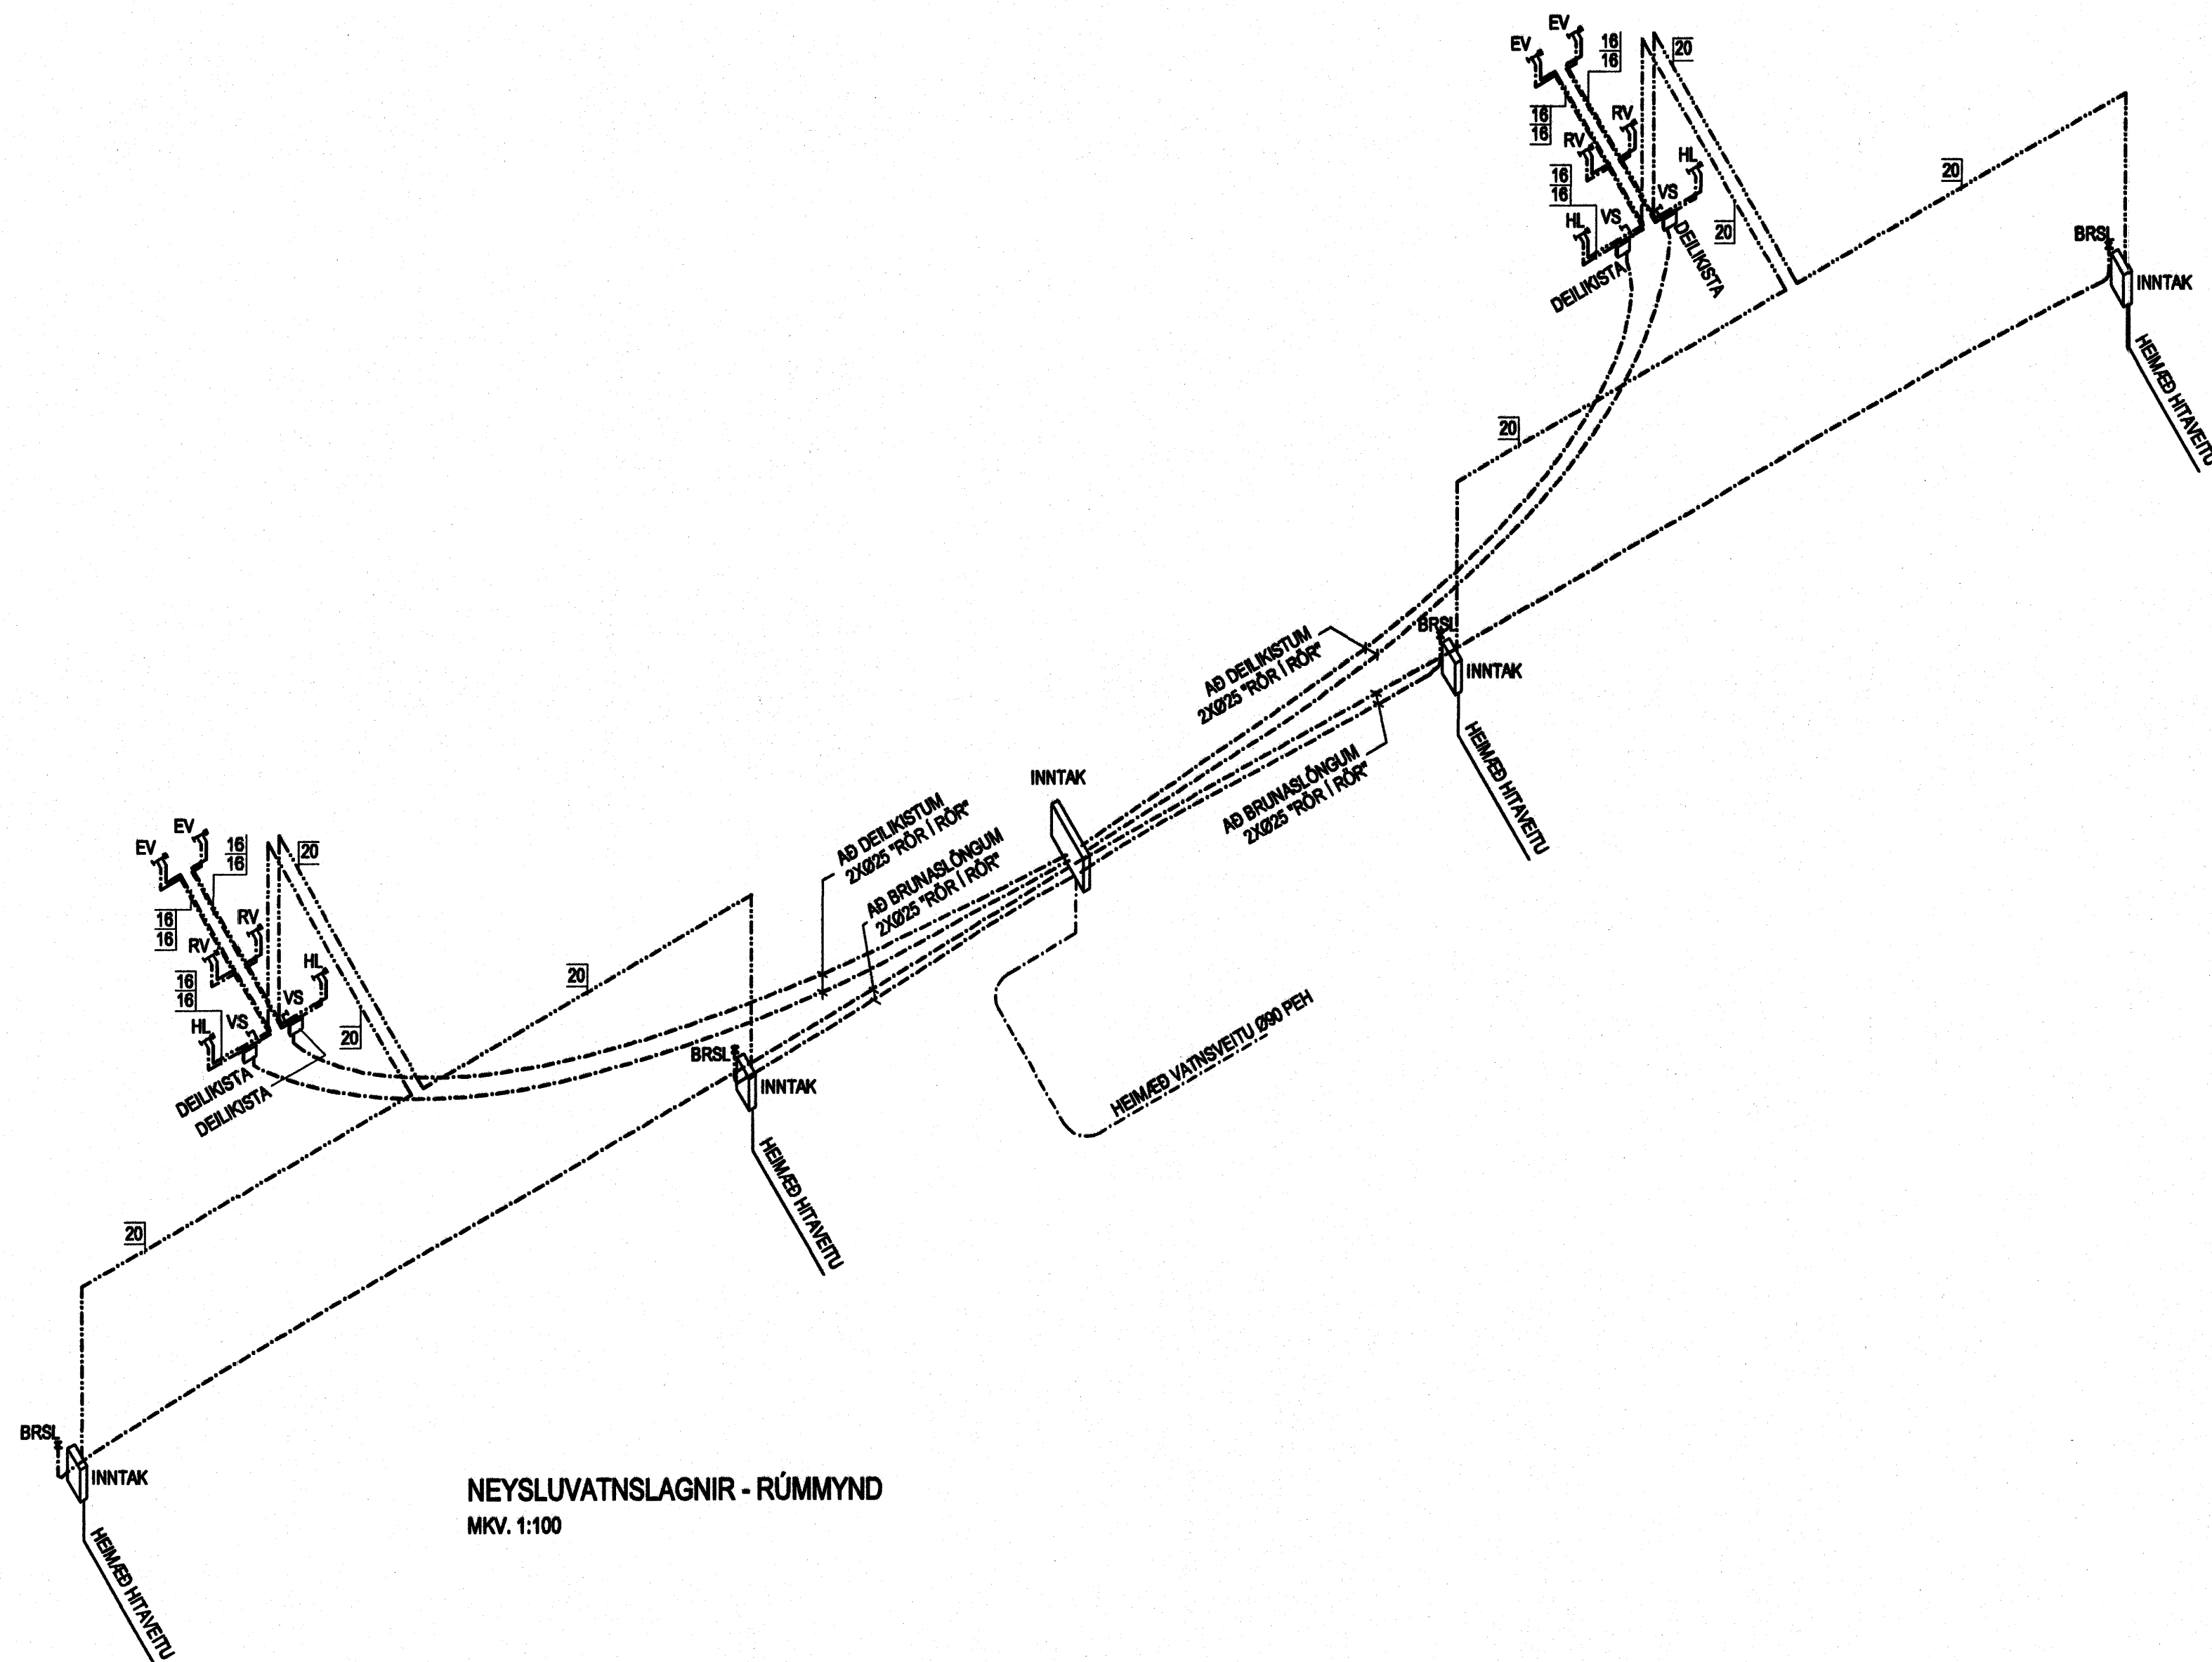 EV
EV
16
16
20
16
16
RV
RV
HL
16
16
VS
VS
HL
20
20
DEILIKISTA
DEILIKISTA
BRSL
INNTAK
HEIMÆÐ HITAVEITU
20
AÐ DEILIKISTUM
2XØ25 "RÖR Í RÖR"
BRSL
INNTAK
AÐ BRUNASLÖNGUM
2XØ25 "RÖR Í RÖR"
HEIMÆÐ HITAVEITU
INNTAK
AÐ DEILIKISTUM
2XØ25 "RÖR Í RÖR"
AÐ BRUNASLÖNGUM
2XØ25 "RÖR Í RÖR"
EV
EV
16
16
20
16
16
RV
RV
HL
16
16
VS
VS
HL
20
20
DEILIKISTA
DEILIKISTA
BRSL
INNTAK
HEIMÆÐ HITAVEITU
HEIMÆÐ VATNSVEITU Ø90 PEH
20
BRSL
INNTAK
HEIMÆÐ HITAVEITU
NEYSLUVATNSLAGNIR - RÚMMYND
MKV. 1:100